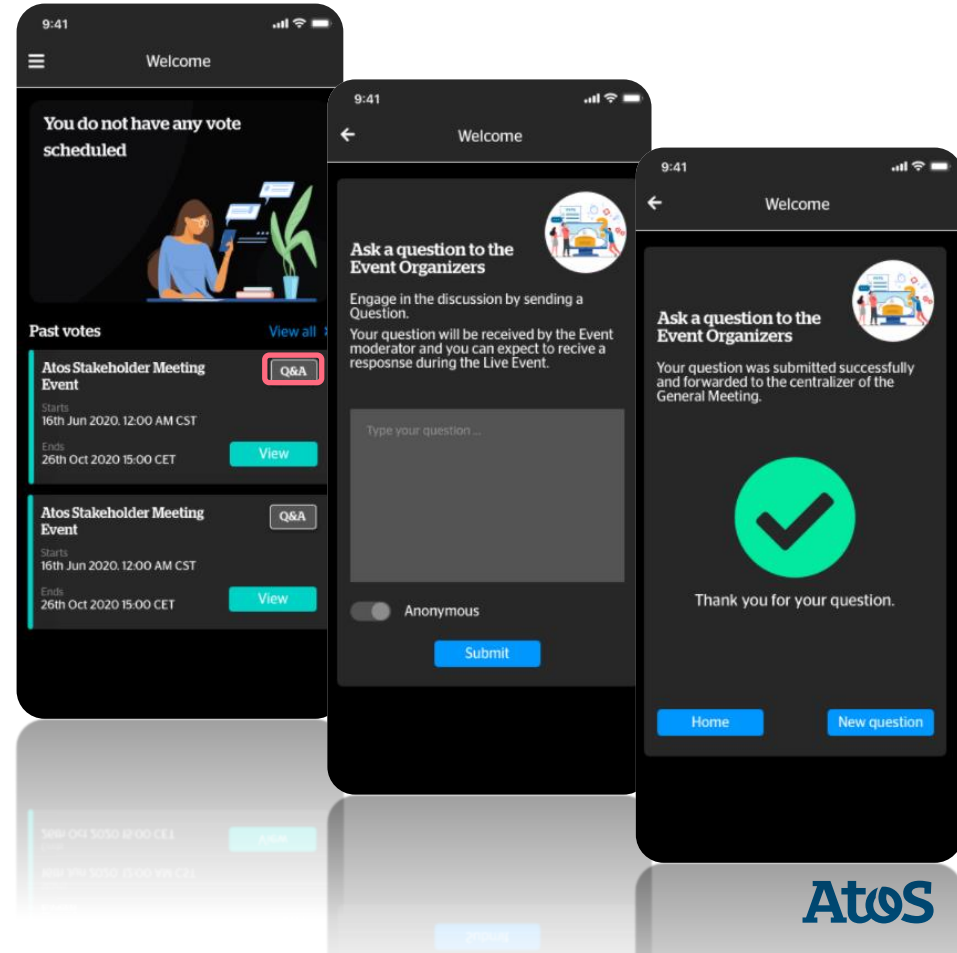 9:41
Welcome
You do not have any vote
scheduled
Past votes
View all
Atos Stakeholder Meeting
Event
Q&A
Starts
16th Jun 2020. 12:00 AM CST
Ends
26th Oct 2020 15:00 CET
View
Atos Stakeholder Meeting
Event
Q&A
Starts
16th Jun 2020. 12:00 AM CST
Ends
26th Oct 2020 15:00 CET
View
9:41
Welcome
Ask a question to the
Event Organizers
Engage in the discussion by sending a
Question.
Your question will be received by the Event
moderator and you can expect to recive a
resposnse during the Live Event.
Type your question ...
Anonymous
Submit
9:41
Welcome
Ask a question to the
Event Organizers
Your question was submitted successfully
and forwarded to the centralizer of the
General Meeting.
Thank you for your question.
Home
New question
Atos